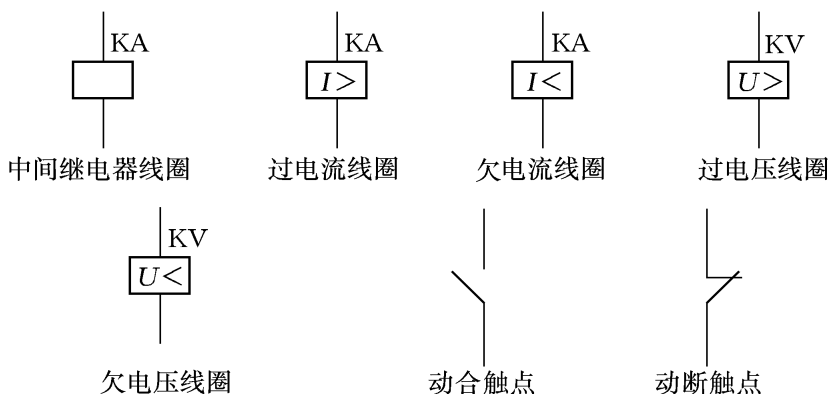 KA
KA
KA
KV
I>
I<
U>
中间继电器线圈
过电流线圈
欠电流线圈
过电压线圈
KV
U<
欠电压线圈
动合触点
动断触点